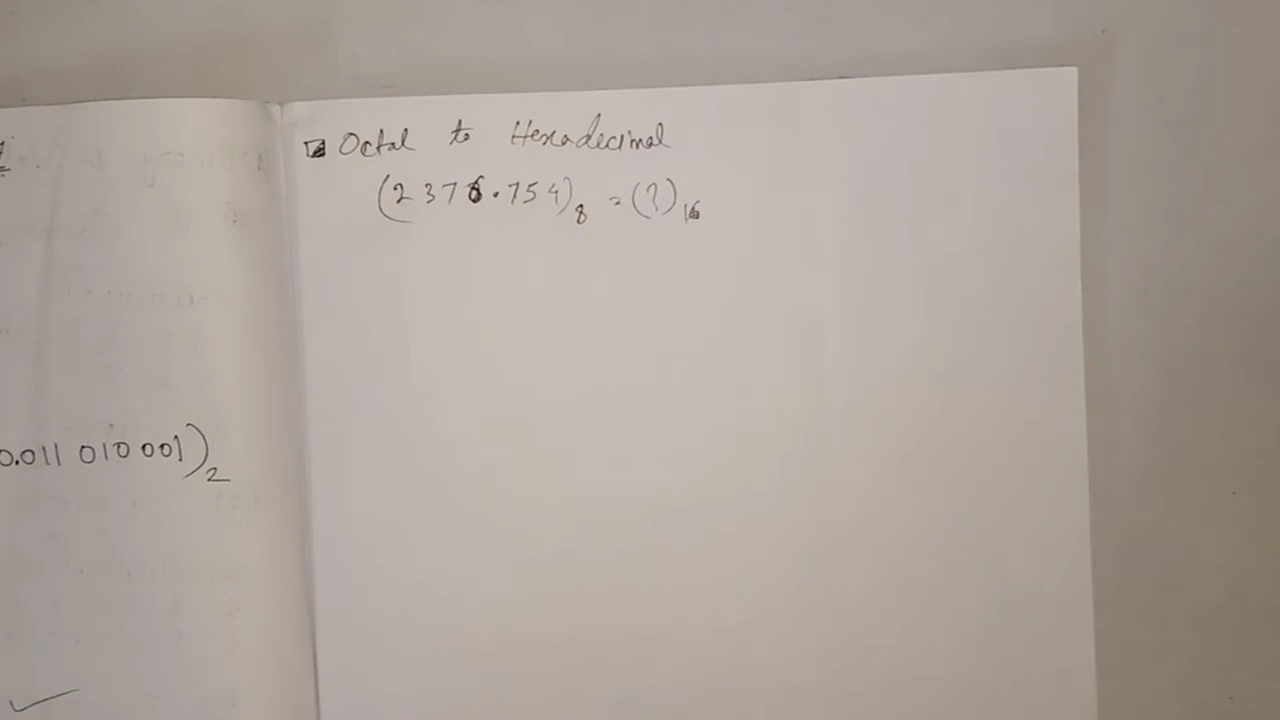 Octal to Hexadecimal
(2376.754)8 = (?)16
0.011 010 001)2